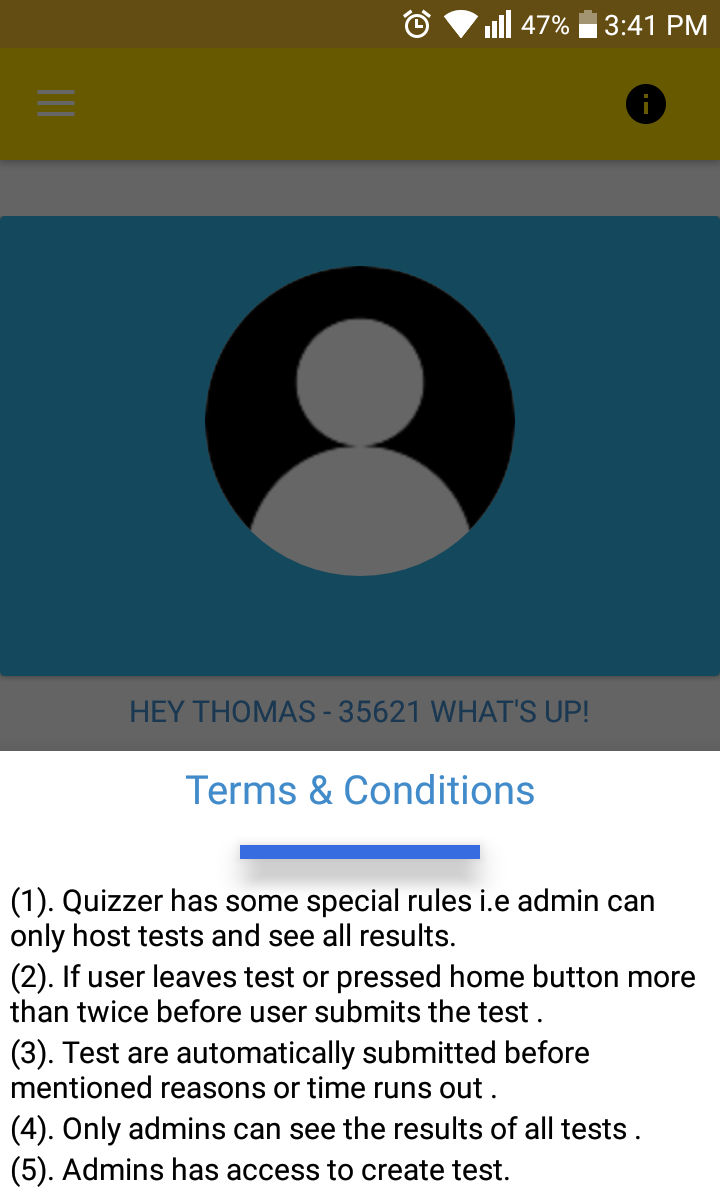 47% 3:41 PM
HEY THOMAS - 35621 WHAT'S UP!
Terms & Conditions
(1). Quizzer has some special rules i.e admin can
only host tests and see all results.
(2). If user leaves test or pressed home button more
than twice before user submits the test .
(3). Test are automatically submitted before
mentioned reasons or time runs out .
(4). Only admins can see the results of all tests .
(5). Admins has access to create test.